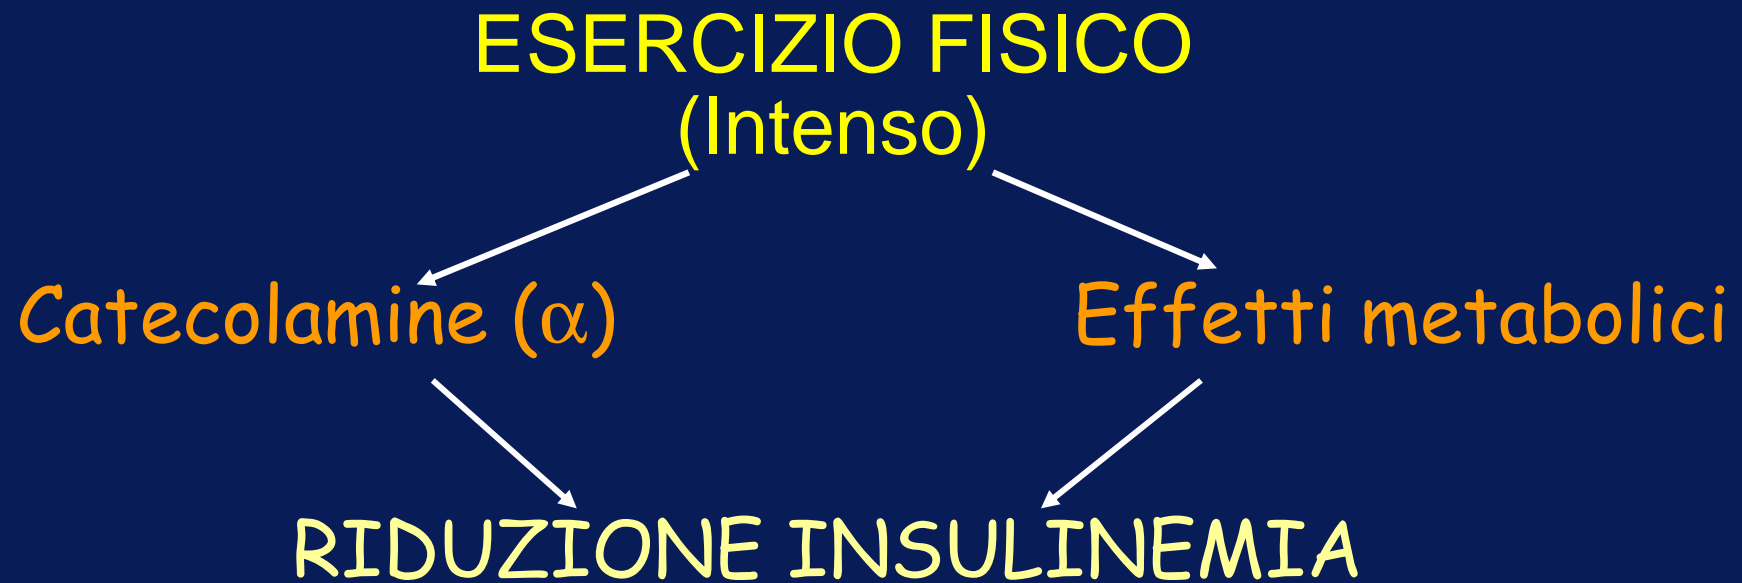 ESERCIZIO FISICO
(Intenso)
Catecolamine (α)
Effetti metabolici
RIDUZIONE INSULINEMIA